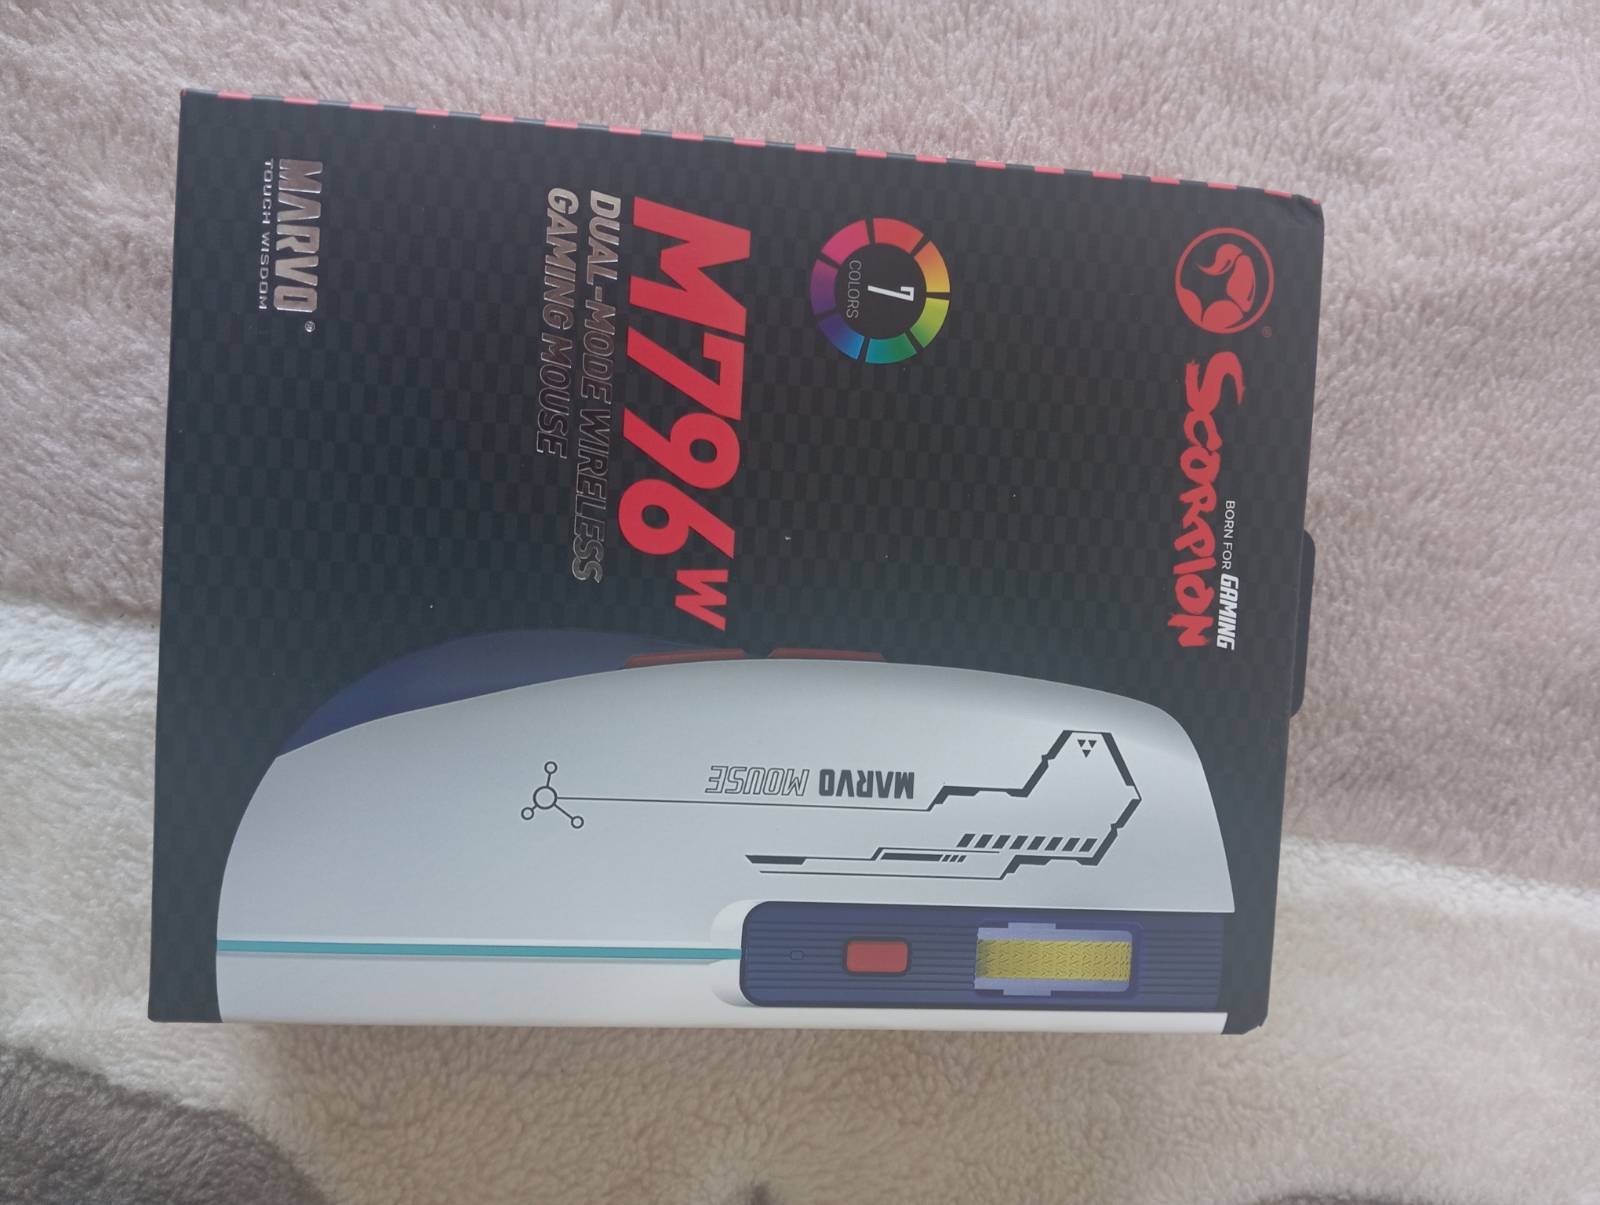 SCORPION
BORN FOR GAMING
®
7
COLORS
M796W
DUAL-MODE WIRELESS
GAMING MOUSE
MARVO®
TOUCH WISDOM
MARVO MOUSE